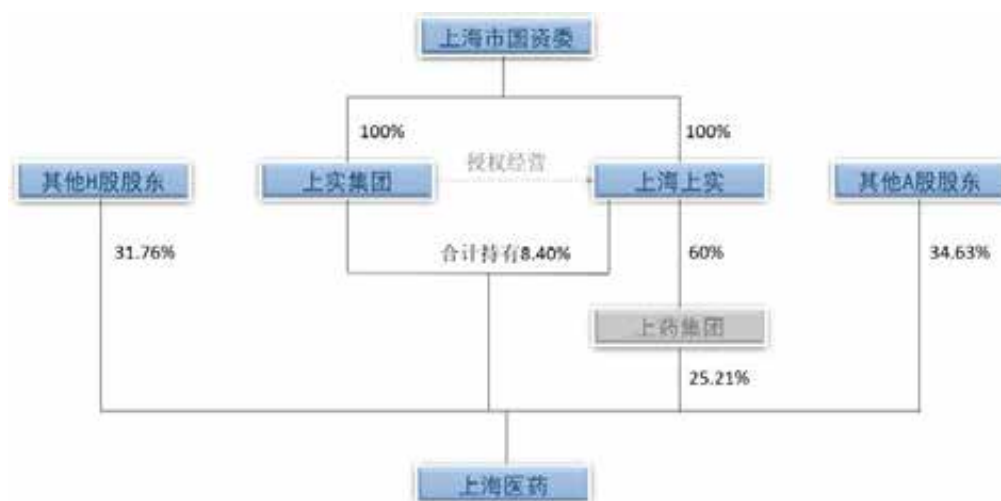 上海市国资委
100%
100%
授权经营
其他H股股东
上实集团
上海上实
其他A股股东
31.76%
合计持有8.40%
60%
34.63%
上药集团
25.21%
上海医药